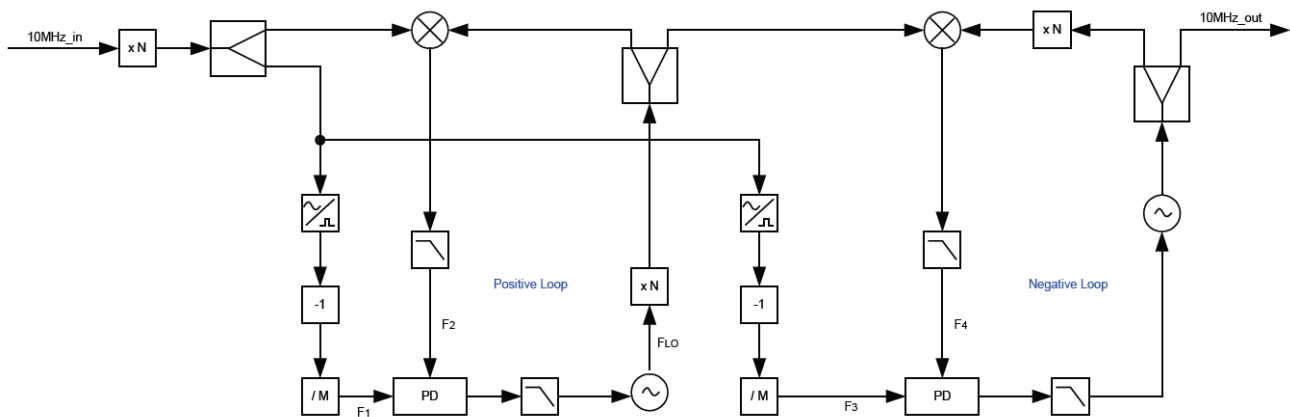 10MHz_in
x N
x N
10MHz_out
-1
Positive Loop
x N
-1
Negative Loop
F2
FLO
F4
/ M
F1
PD
/ M
F3
PD